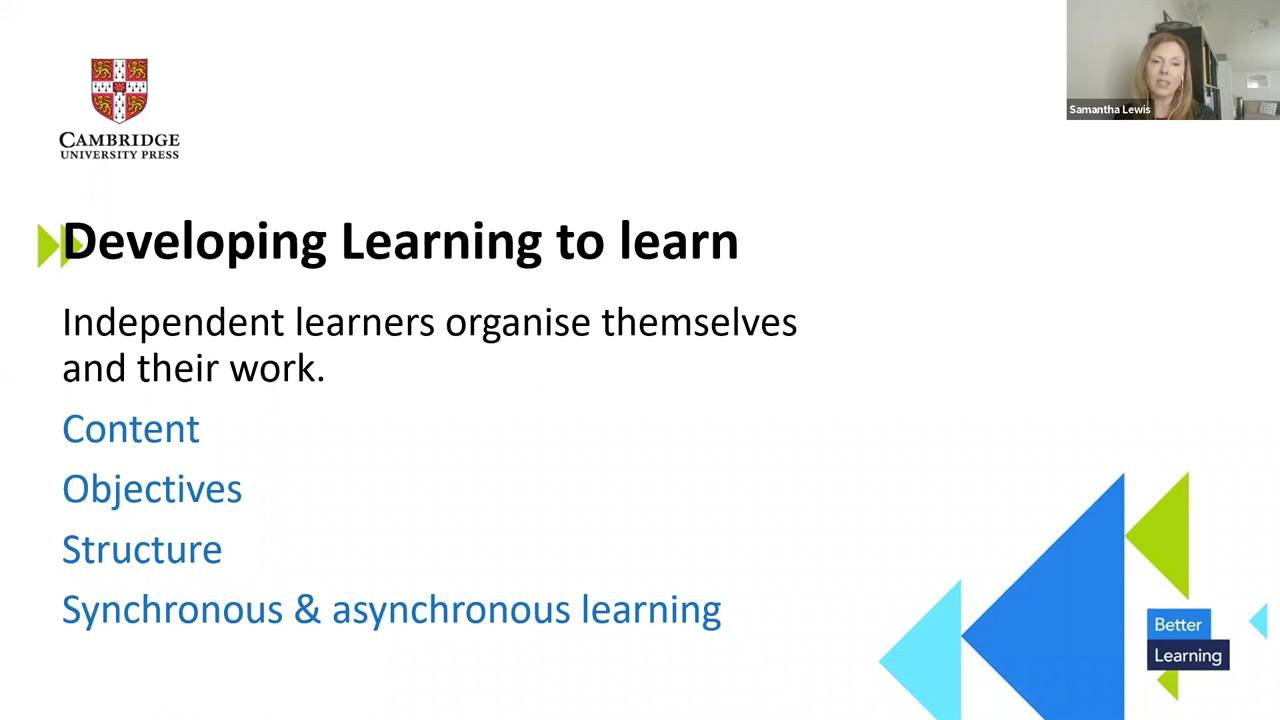 CAMBRIDGE
UNIVERSITY PRESS
Samantha Lewis
Developing Learning to learn
Independent learners organise themselves
and their work.
Content
Objectives
Structure
Synchronous & asynchronous learning
Better
Learning